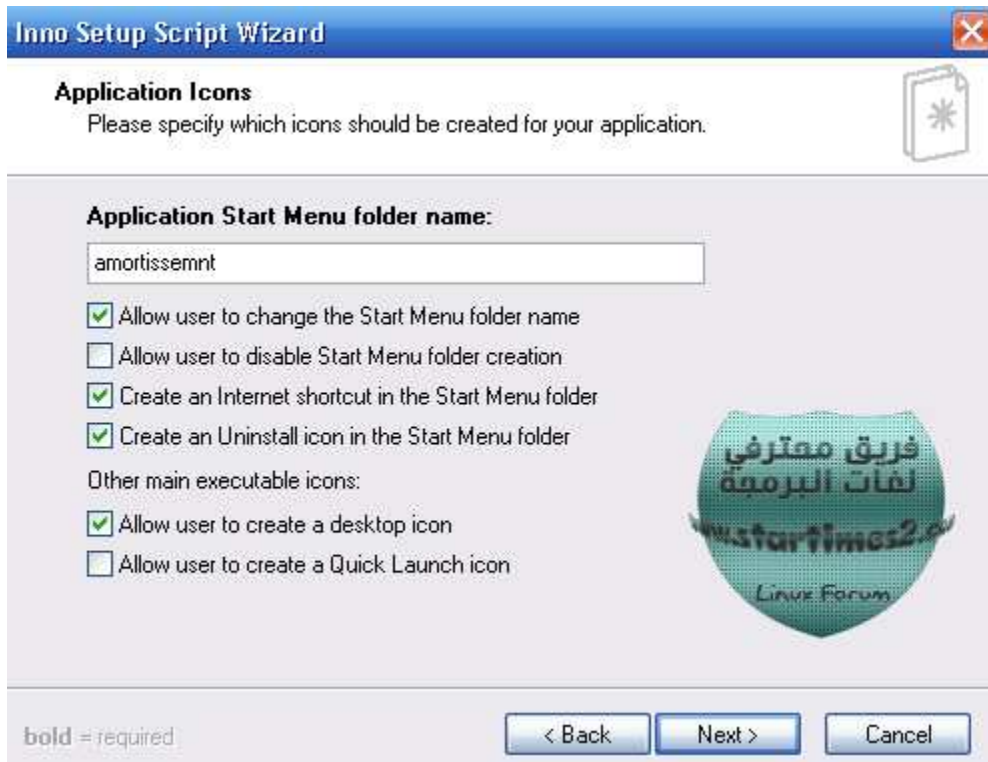 Inno Setup Script Wizard
Application Icons
Please specify which icons should be created for your application.
Application Start Menu folder name:
amortissemnt
Allow user to change the Start Menu folder name
Allow user to disable Start Menu folder creation
Create an Internet shortcut in the Start Menu folder
Create an Uninstall icon in the Start Menu folder
Other main executable icons:
Allow user to create a desktop icon
Allow user to create a Quick Launch icon
فريق معترفي
لغات البرمجة
Linux Forum
bold = required
< Back
Next >
Cancel